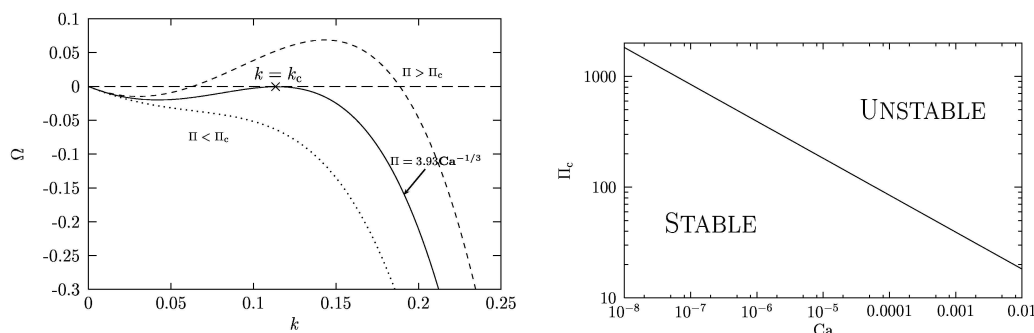 0.1
0.05
0
-0.05
-0.1
-0.15
-0.2
-0.25
-0.3
Ω
k = k_c
Π > Π_c
Π < Π_c
Π = 3.93Ca^{-1/3}
0 0.05 0.1 0.15 0.2 0.25
k
1000
100
10
Π_c
UNSTABLE
STABLE
10^{-8} 10^{-7} 10^{-6} 10^{-5} 0.0001 0.001 0.01
Ca